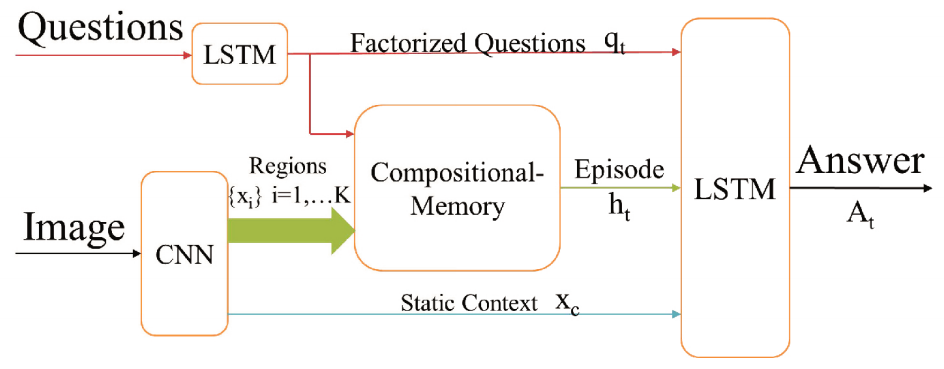 Questions
LSTM
Factorized Questions q_t
Regions
{x_i} i=1,...K
Compositional-
Memory
Episode
h_t
LSTM
Answer
A_t
Image
CNN
Static Context x_c